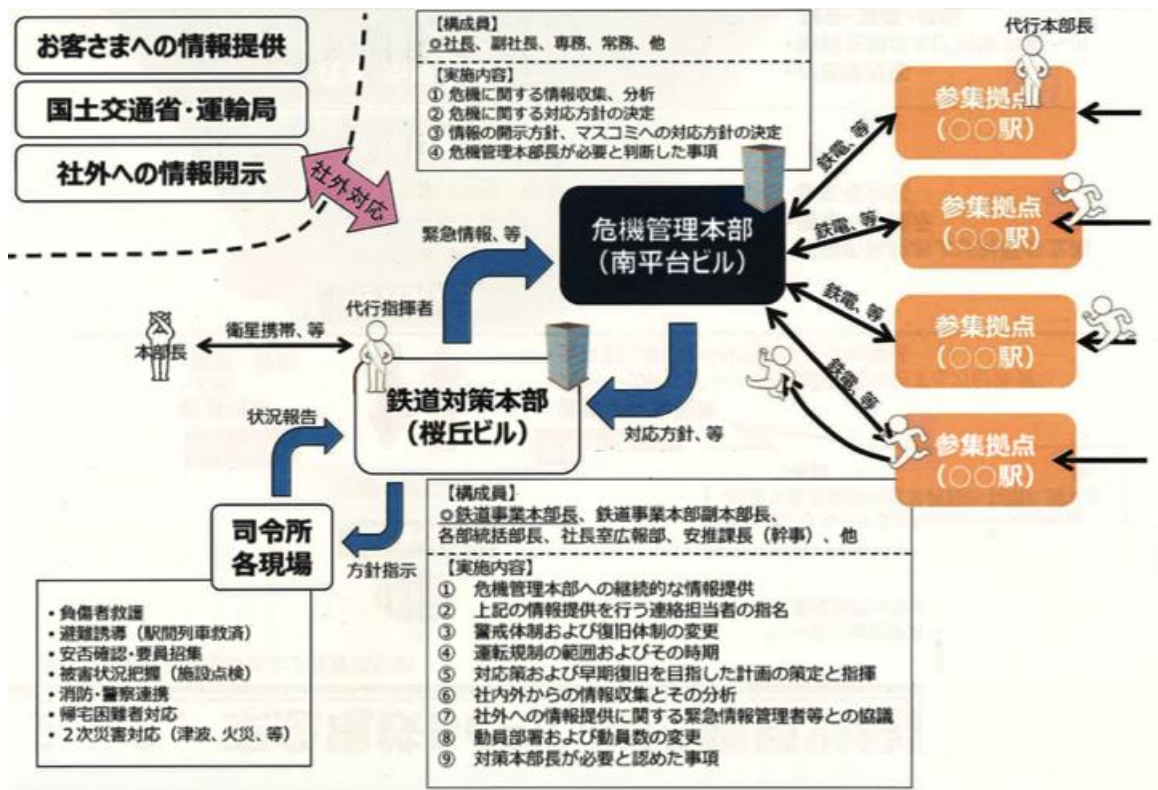 お客さまへの情報提供
国土交通省・運輸局
社外への情報開示
社外対応
【構成員】
◎社長、副社長、専務、常務、他
【実施内容】
① 危機に関する情報収集、分析
② 危機に関する対応方針の決定
③ 情報の開示方針、マスコミへの対応方針の決定
④ 危機管理本部長が必要と判断した事項
代行本部長
参集拠点
(○○駅)
鉄電、等
参集拠点
(○○駅)
鉄電、等
参集拠点
(○○駅)
鉄電、等
参集拠点
(○○駅)
鉄電、等
危機管理本部
(南平台ビル)
緊急情報、等
代行指揮者
衛星携帯、等
本部長
鉄道対策本部
(桜丘ビル)
対応方針、等
状況報告
司令所
各現場
方針指示
・負傷者救護
・避難誘導(駅間列車救済)
・安否確認・要員招集
・被害状況把握(施設点検)
・消防・警察連携
・帰宅困難者対応
・2次災害対応(津波、火災、等)
【構成員】
◎鉄道事業本部長、鉄道事業本部副本部長、
各部統括部長、社長室広報部、安推課長(幹事)、他
【実施内容】
① 危機管理本部への継続的な情報提供
② 上記の情報提供を行う連絡担当者の指名
③ 警戒体制および復旧体制の変更
④ 運転規制の範囲およびその時期
⑤ 対応策および早期復旧を目指した計画の策定と指揮
⑥ 社内外からの情報収集とその分析
⑦ 社外への情報提供に関する緊急情報管理者等との協議
⑧ 動員部署および動員数の変更
⑨ 対策本部長が必要と認めた事項